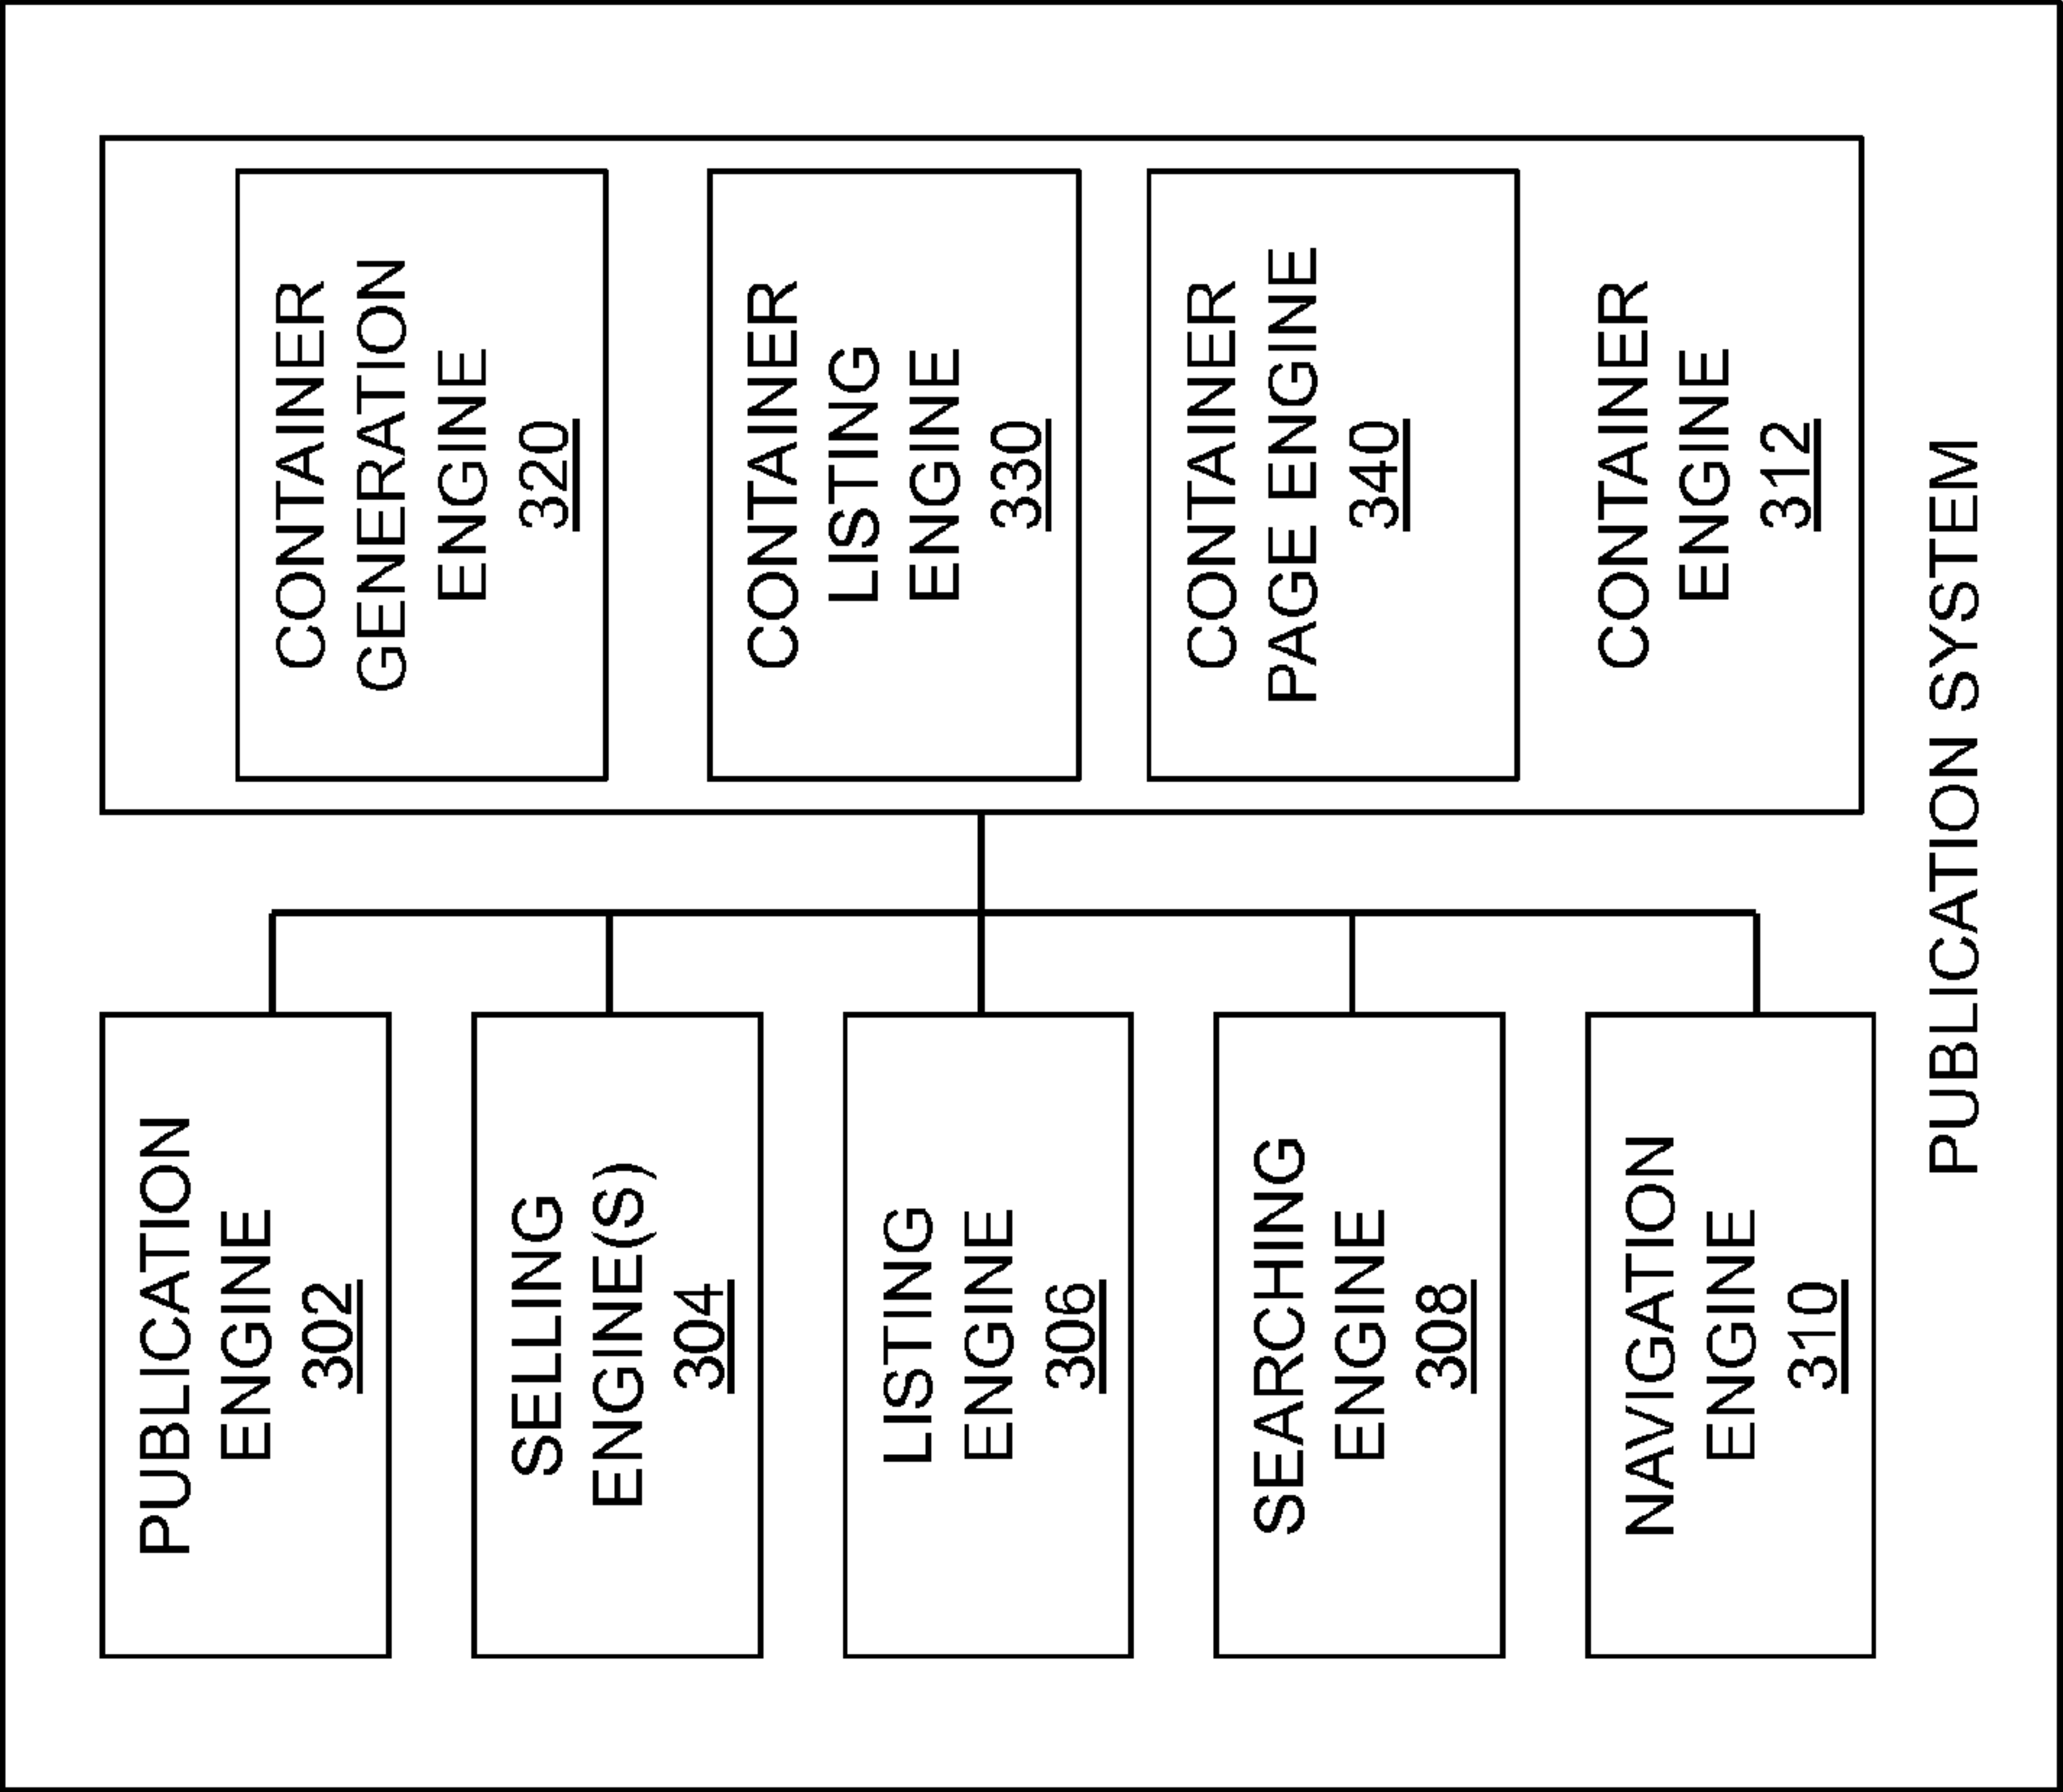 PUBLICATION
ENGINE
302
SELLING
ENGINE(S)
304
LISTING
ENGINE
306
SEARCHING
ENGINE
308
NAVIGATION
ENGINE
310
CONTAINER
GENERATION
ENGINE
320
CONTAINER
LISTING
ENGINE
330
CONTAINER
PAGE ENGINE
340
CONTAINER
ENGINE
312
PUBLICATION SYSTEM